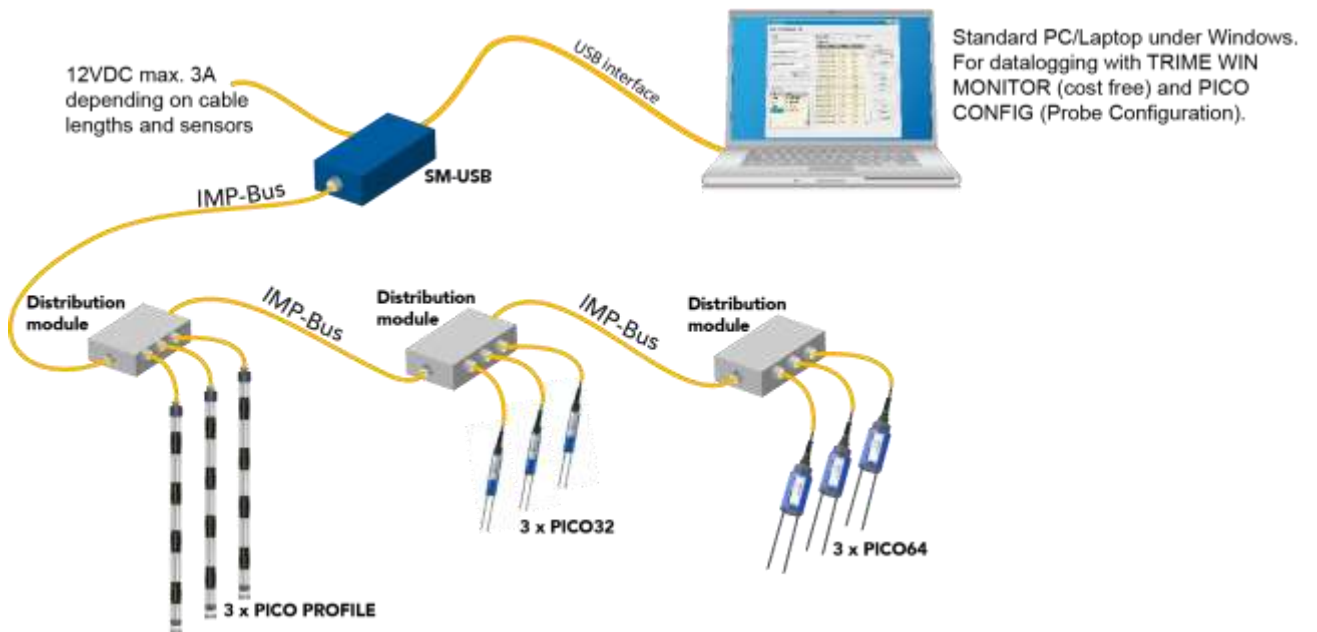 12VDC max. 3A
depending on cable
lengths and sensors
USB interface
Standard PC/Laptop under Windows.
For datalogging with TRIME WIN
MONITOR (cost free) and PICO
CONFIG (Probe Configuration).
SM-USB
IMP-Bus
Distribution
module
IMP-Bus
Distribution
module
IMP-Bus
Distribution
module
3 x PICO32
3 x PICO64
3 x PICO PROFILE